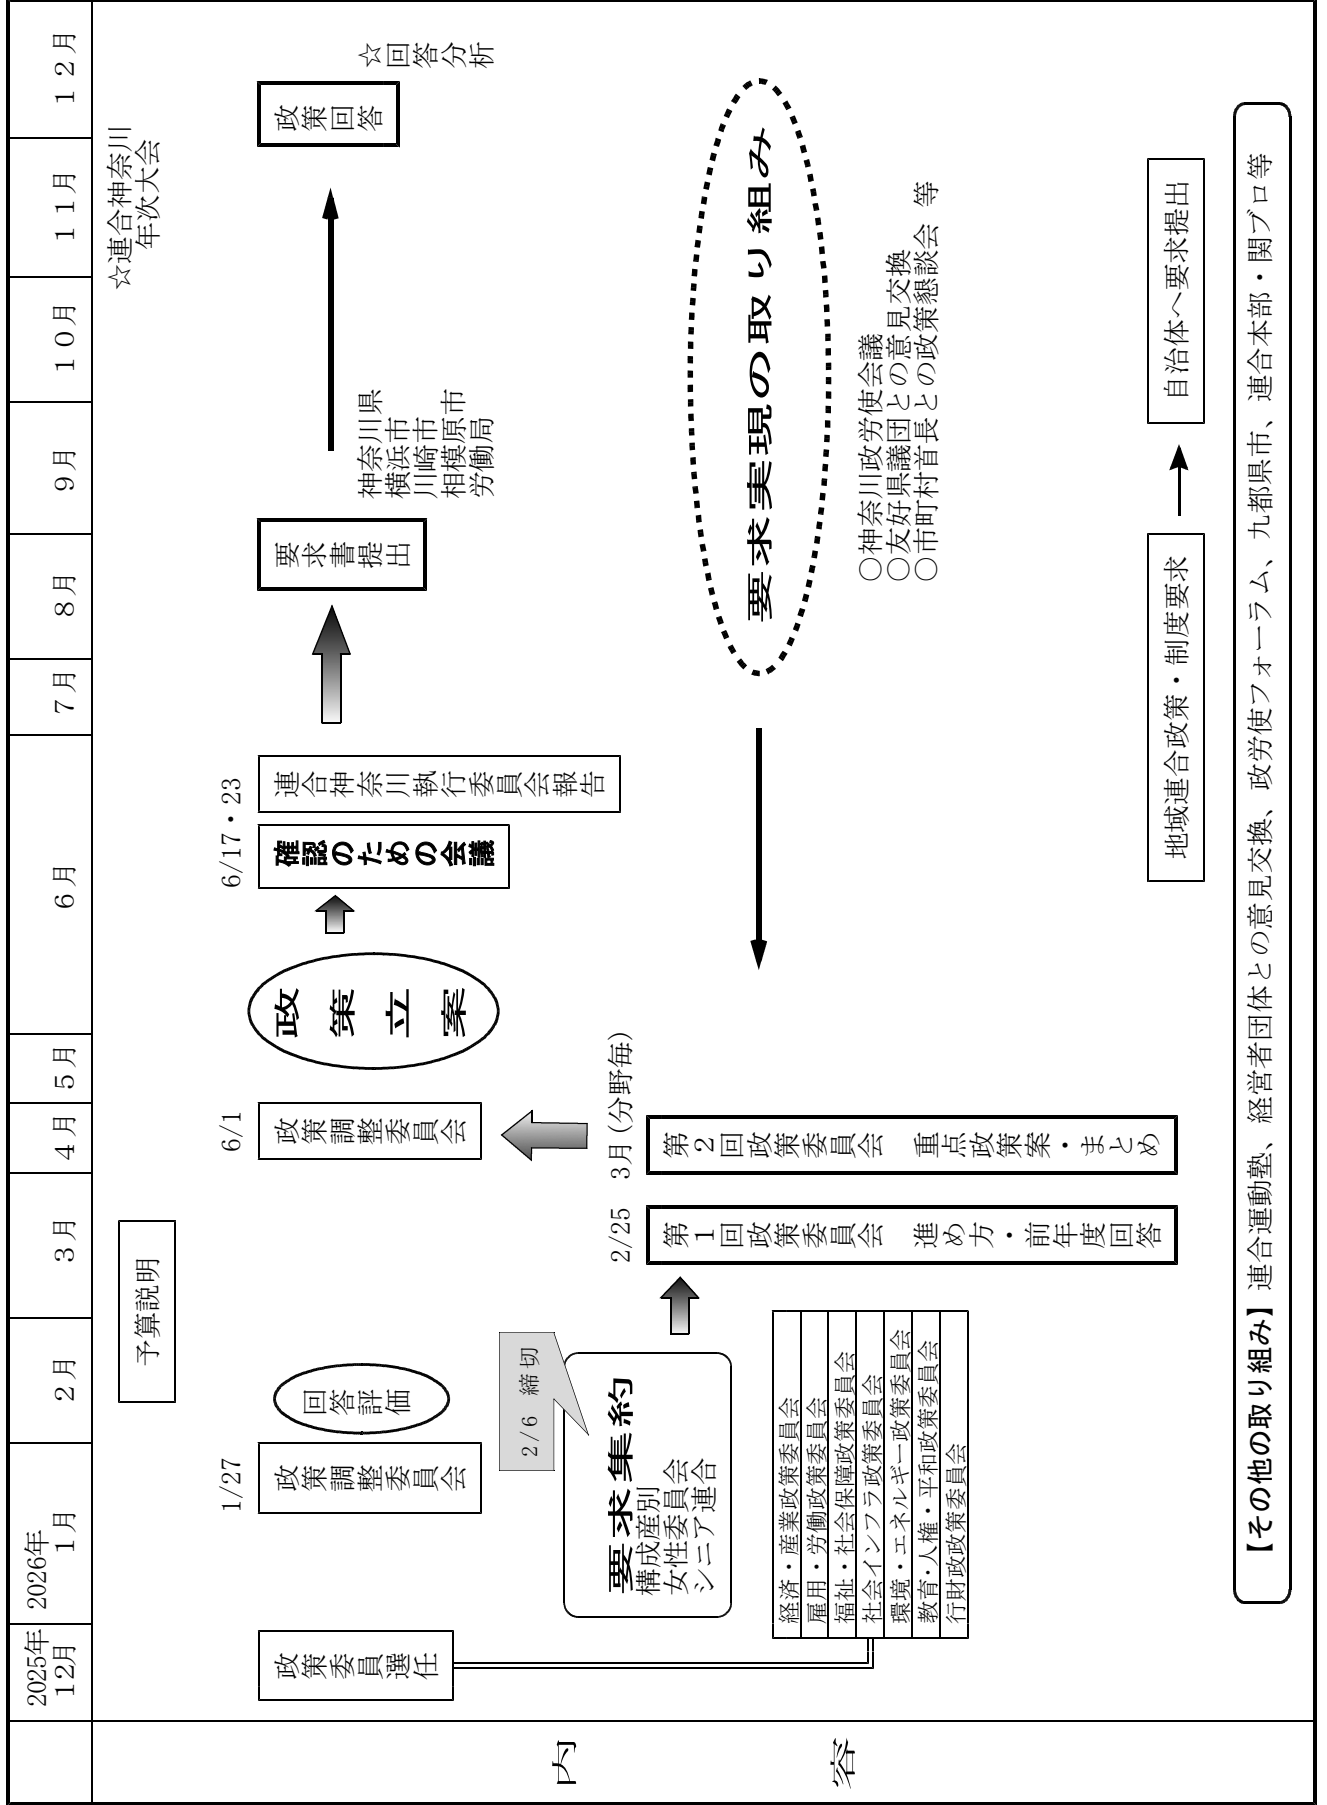 2025年
12月
2026年
1月
2月
3月
4月
5月
6月
7月
8月
9月
10月
11月
12月
内容
予算説明
☆連合神奈川
年次大会
政策委員選任
1/27
政策調整委員会
回答評価
6/1
政策調整委員会
政策立案
6/17・23
確認のための会議
連合神奈川執行委員会報告
要求書提出
神奈川県
横浜市
川崎市
相模原市
労働局
政策回答
☆回答分析
2/6 締切
要求集約
構成産別
女性委員会
シニア連合
2/25
第1回政策委員会 進め方・前年度回答
3月(分野毎)
第2回政策委員会 重点政策案・まとめ
経済・産業政策委員会
雇用・労働政策委員会
福祉・社会保障政策委員会
社会インフラ政策委員会
環境・エネルギー政策委員会
教育・人権・平和政策委員会
行財政政策委員会
要求実現の取り組み
○神奈川政労使会議
○友好県議団との意見交換
○市町村首長との政策懇談会 等
地域連合政策・制度要求
自治体へ要求提出
【その他の取り組み】連合運動塾、経営者団体との意見交換、政労使フォーラム、九都県市、連合本部・関ブロ等